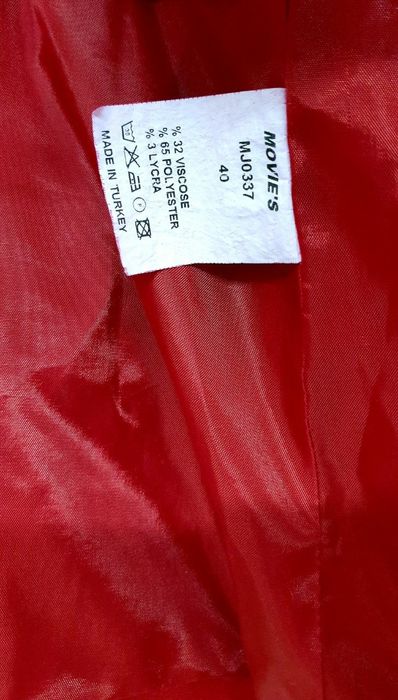 MOVIE'S
MJ0337
40
% 32 VISCOSE
% 65 POLYESTER
% 3 LYCRA
MADE IN TURKEY